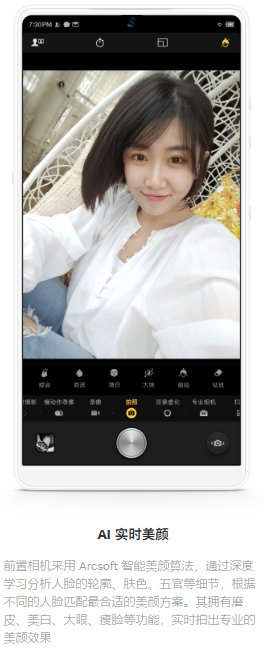 7:30 PM
美白
大眼
瘦脸
祛斑
慢动作录像
录像
拍照
背景虚化
专业相机
AI 实时美颜
前置相机采用 Arcsoft 智能美颜算法，通过深度
学习分析人脸的轮廓、肤色、五官等细节，根据
不同的人脸匹配最合适的美颜方案。其拥有磨
皮、美白、大眼、瘦脸等功能，实时拍出专业的
美颜效果